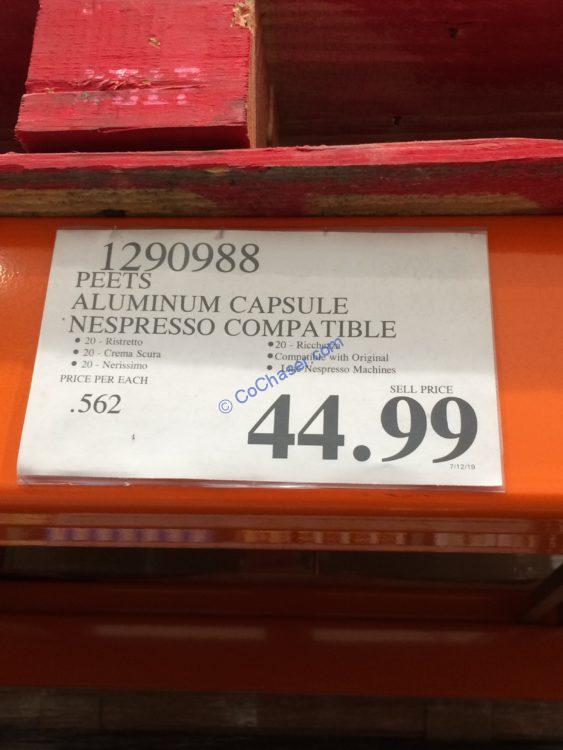 1290988
PEETS
ALUMINUM CAPSULE
NESPRESSO COMPATIBLE
• 20 - Ristretto
• 20 - Crema Scura
• 20 - Nerissimo
• 20 -
• Compatible with Original
• Nespresso Machines
PRICE PER EACH
.562
SELL PRICE
44.99
7/12/19
© CoChaser.com